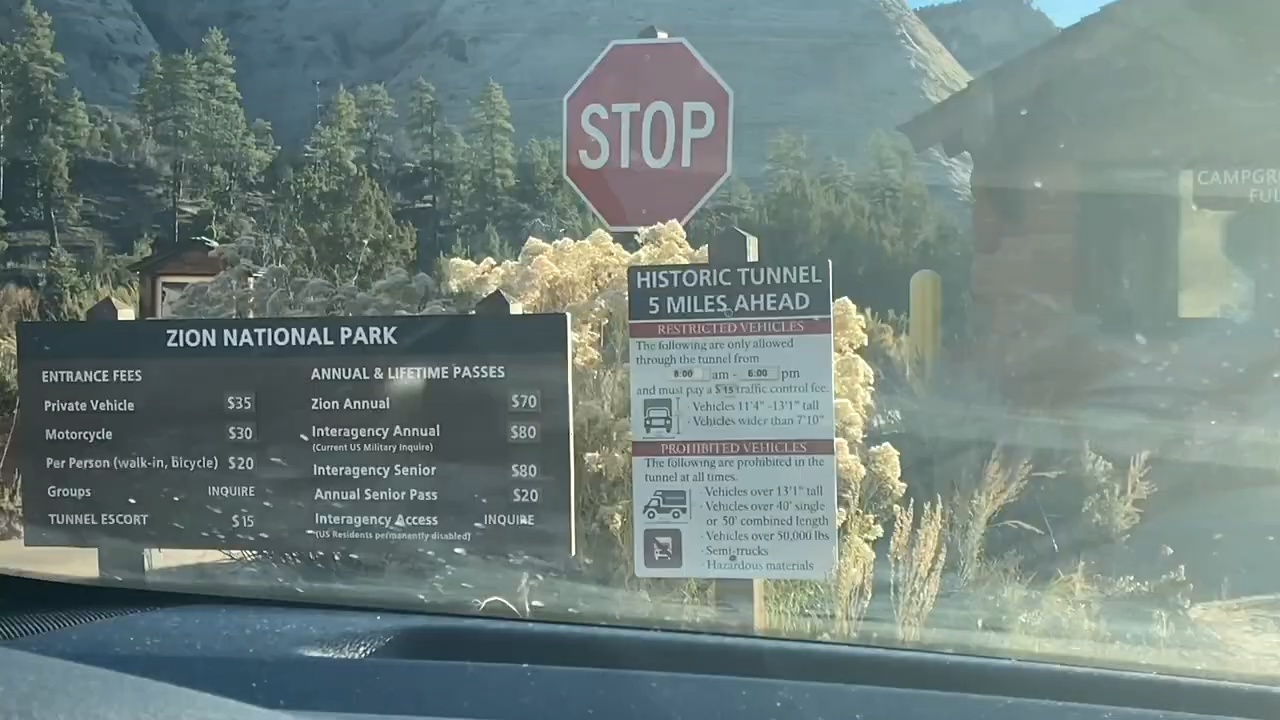 STOP
CAMPGR
FUL
ZION NATIONAL PARK
ENTRANCE FEES
Private Vehicle $35
Motorcycle $30
Per Person (walk-in, bicycle) $20
Groups INQUIRE
TUNNEL ESCORT $15
ANNUAL & LIFETIME PASSES
Zion Annual $70
Interagency Annual $80
(Current US Military Inquire)
Interagency Senior $80
Annual Senior Pass $20
Interagency Access INQUIRE
(US Residents permanently disabled)
HISTORIC TUNNEL
5 MILES AHEAD
RESTRICTED VEHICLES
The following are only allowed
through the tunnel from
8:00 am - 6:00 pm
and must pay a $15 traffic control fee.
· Vehicles 11'4" -13'1" tall
· Vehicles wider than 7'10"
PROHIBITED VEHICLES
The following are prohibited in the
tunnel at all times.
· Vehicles over 13'1" tall
· Vehicles over 40' single
or 50' combined length
· Vehicles over 50,000 lbs
· Semi-trucks
· Hazardous materials